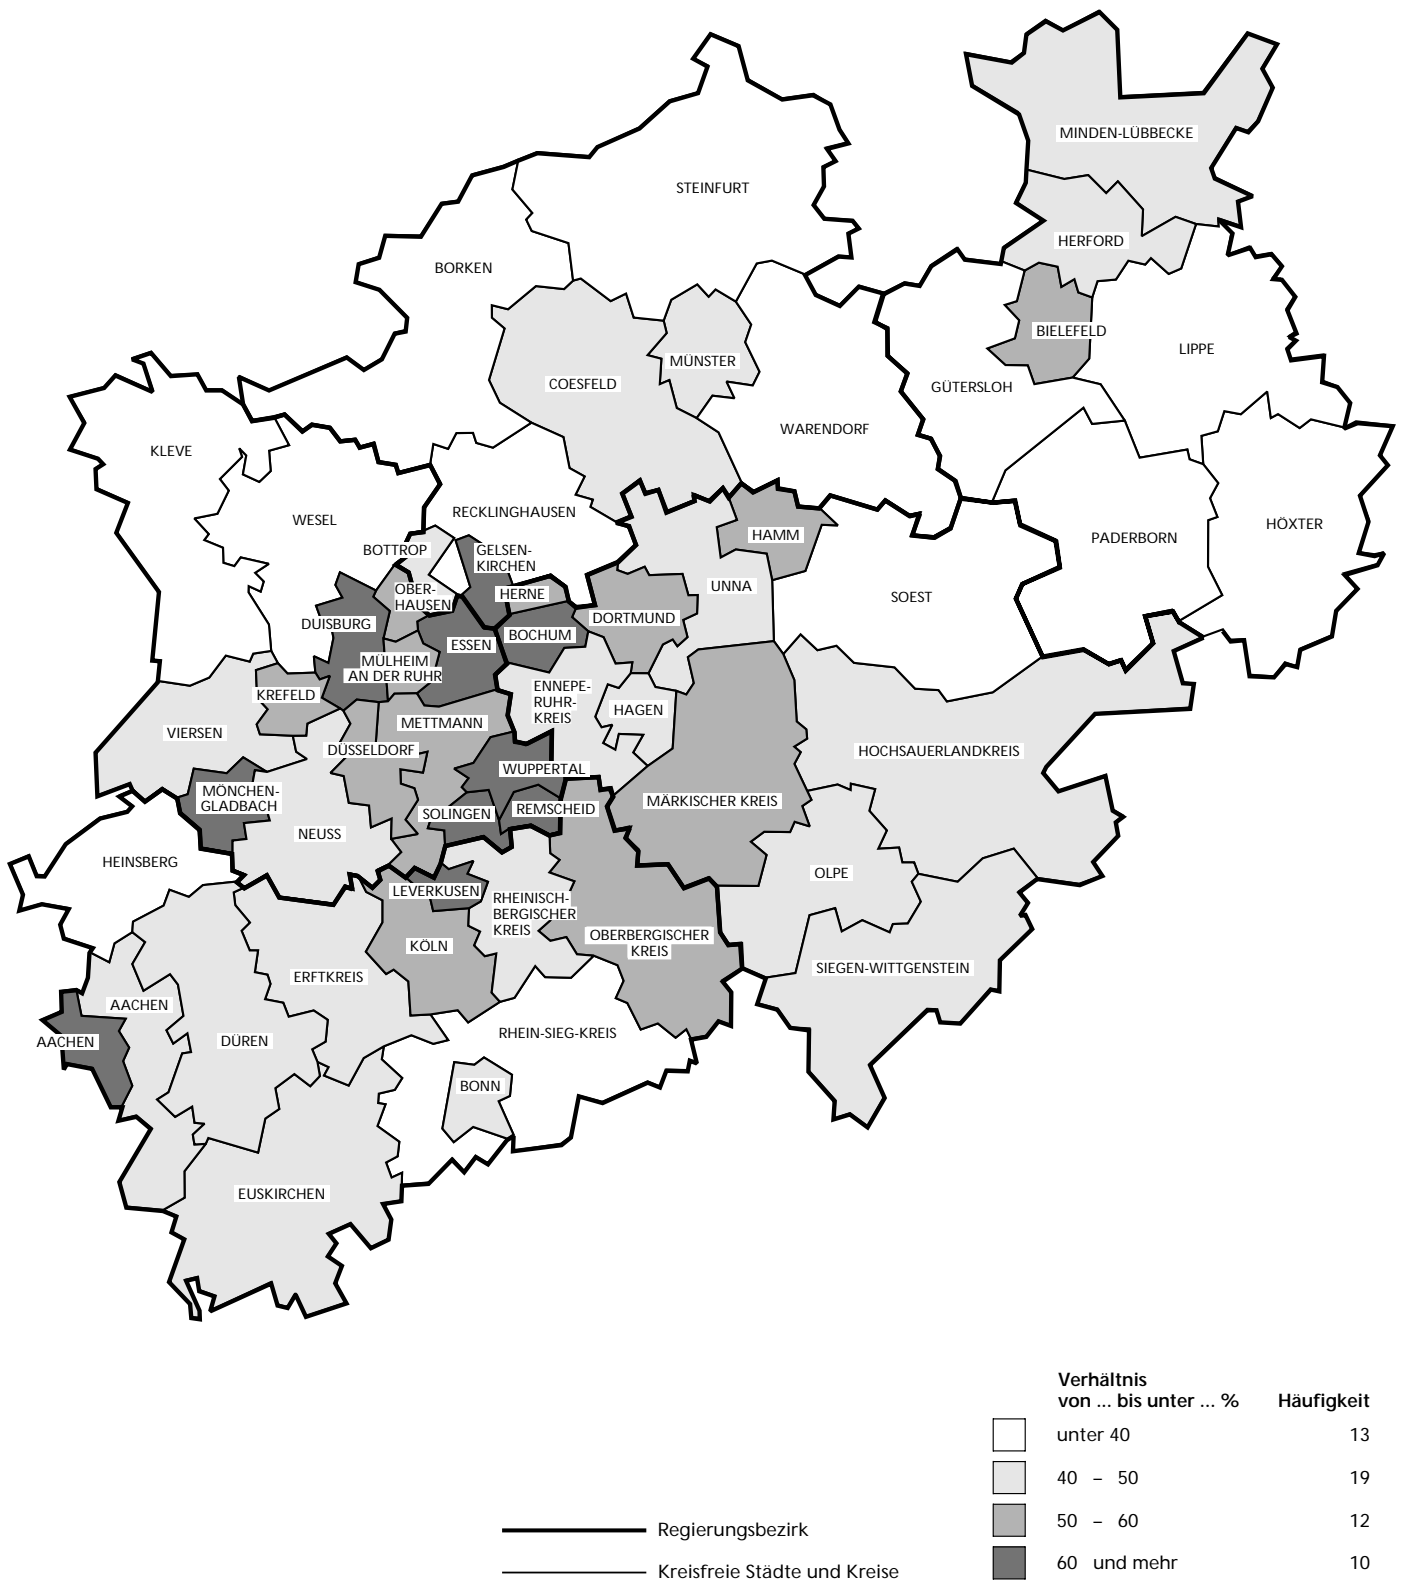 MINDEN-LÜBBECKE
STEINFURT
HERFORD
BORKEN
BIELEFELD
LIPPE
MÜNSTER
COESFELD
GÜTERSLOH
WARENDORF
KLEVE
RECKLINGHAUSEN
WESEL
HÖXTER
HAMM
PADERBORN
BOTTROP
GELSEN-
KIRCHEN
UNNA
OBER-
HAUSEN
HERNE
SOEST
DORTMUND
DUISBURG
BOCHUM
ESSEN
MÜLHEIM
AN DER RUHR
KREFELD
ENNEPE-
RUHR-
KREIS
HAGEN
METTMANN
VIERSEN
DÜSSELDORF
HOCHSAUERLANDKREIS
WUPPERTAL
MÖNCHEN-
GLADBACH
MÄRKISCHER KREIS
REMSCHEID
SOLINGEN
NEUSS
HEINSBERG
OLPE
LEVERKUSEN
RHEINISCH-
BERGISCHER
KREIS
OBERBERGISCHER
KREIS
KÖLN
SIEGEN-WITTGENSTEIN
ERFTKREIS
AACHEN
RHEIN-SIEG-KREIS
AACHEN
DÜREN
BONN
EUSKIRCHEN
Verhältnis
von ... bis unter ... % Häufigkeit
unter 40 13
40 – 50 19
50 – 60 12
60 und mehr 10
Regierungsbezirk
Kreisfreie Städte und Kreise